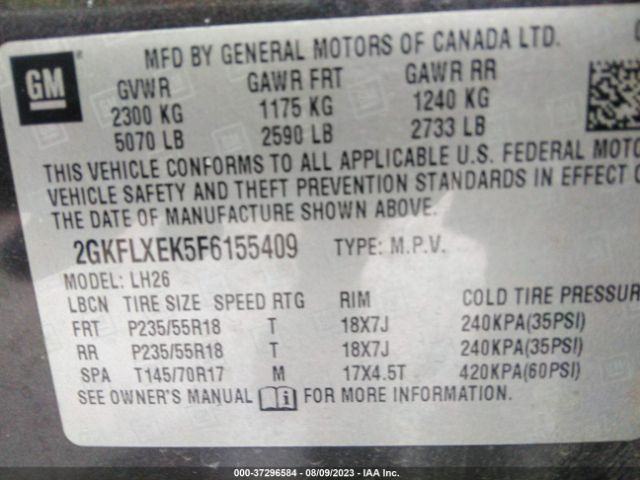 GM
MFD BY GENERAL MOTORS OF CANADA LTD.
GVWR GAWR FRT GAWR RR
2300 KG 1175 KG 1240 KG
5070 LB 2590 LB 2733 LB
THIS VEHICLE CONFORMS TO ALL APPLICABLE U.S. FEDERAL MOTO
VEHICLE SAFETY AND THEFT PREVENTION STANDARDS IN EFFECT O
THE DATE OF MANUFACTURE SHOWN ABOVE.
2GKFLXEK5F6155409 TYPE: M.P.V.
MODEL: LH26
LBCN TIRE SIZE SPEED RTG RIM COLD TIRE PRESSUR
FRT P235/55R18 T 18X7J 240KPA(35PSI)
RR P235/55R18 T 18X7J 240KPA(35PSI)
SPA T145/70R17 M 17X4.5T 420KPA(60PSI)
SEE OWNER'S MANUAL i FOR MORE INFORMATION.
000-37296584 / 08/09/2023 - IAA Inc.